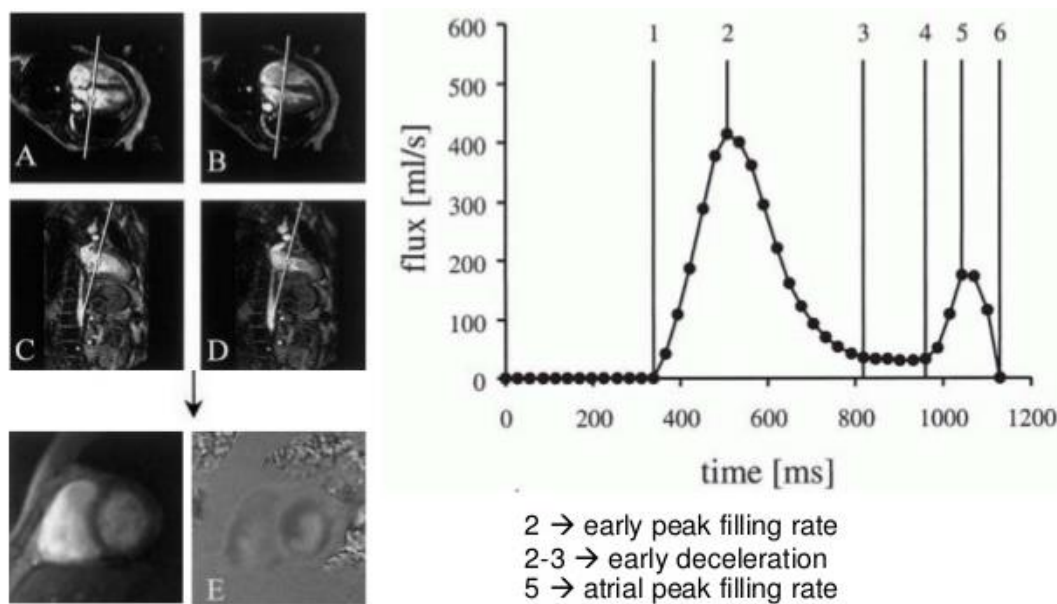 A
B
C
D
E
1 2 3 4 5 6
600
500
400
300
200
100
0
flux [ml/s]
0 200 400 600 800 1000 1200
time [ms]
2 → early peak filling rate
2-3 → early deceleration
5 → atrial peak filling rate